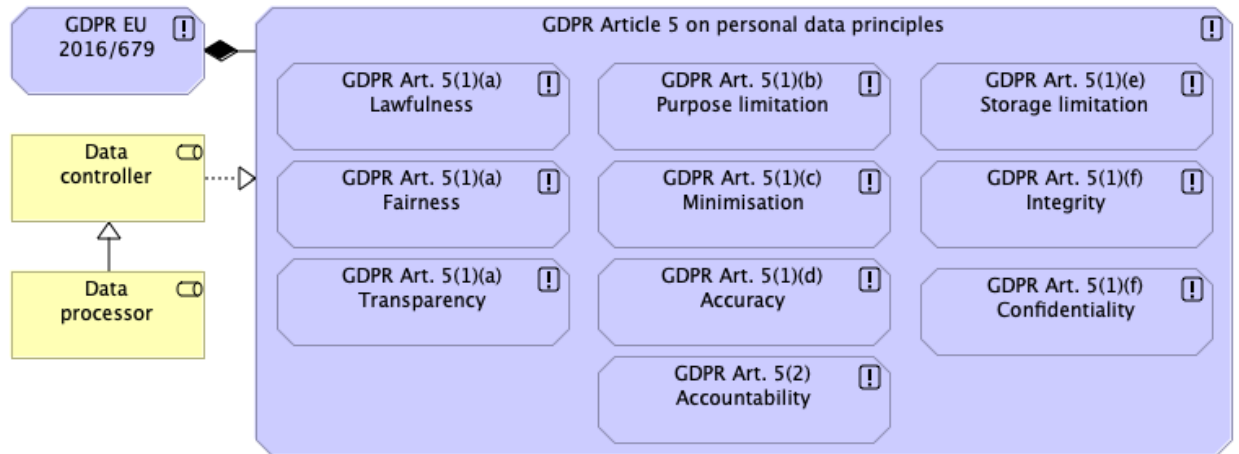 GDPR EU
2016/679
GDPR Article 5 on personal data principles
GDPR Art. 5(1)(a)
Lawfulness
GDPR Art. 5(1)(b)
Purpose limitation
GDPR Art. 5(1)(e)
Storage limitation
Data
controller
GDPR Art. 5(1)(a)
Fairness
GDPR Art. 5(1)(c)
Minimisation
GDPR Art. 5(1)(f)
Integrity
Data
processor
GDPR Art. 5(1)(a)
Transparency
GDPR Art. 5(1)(d)
Accuracy
GDPR Art. 5(1)(f)
Confidentiality
GDPR Art. 5(2)
Accountability